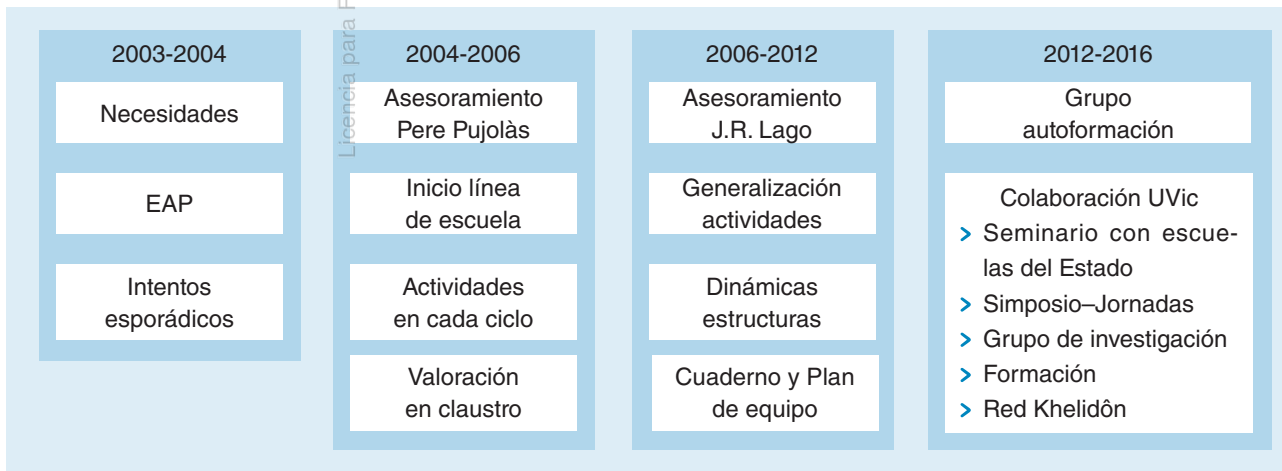 2003-2004
Necesidades
EAP
Intentos
esporádicos
2004-2006
Asesoramiento
Pere Pujolàs
Inicio línea
de escuela
Actividades
en cada ciclo
Valoración
en claustro
2006-2012
Asesoramiento
J.R. Lago
Generalización
actividades
Dinámicas
estructuras
Cuaderno y Plan
de equipo
2012-2016
Grupo
autoformación
Colaboración UVic
> Seminario con escue-
las del Estado
> Simposio–Jornadas
> Grupo de investigación
> Formación
> Red Khelidôn
Licencia para